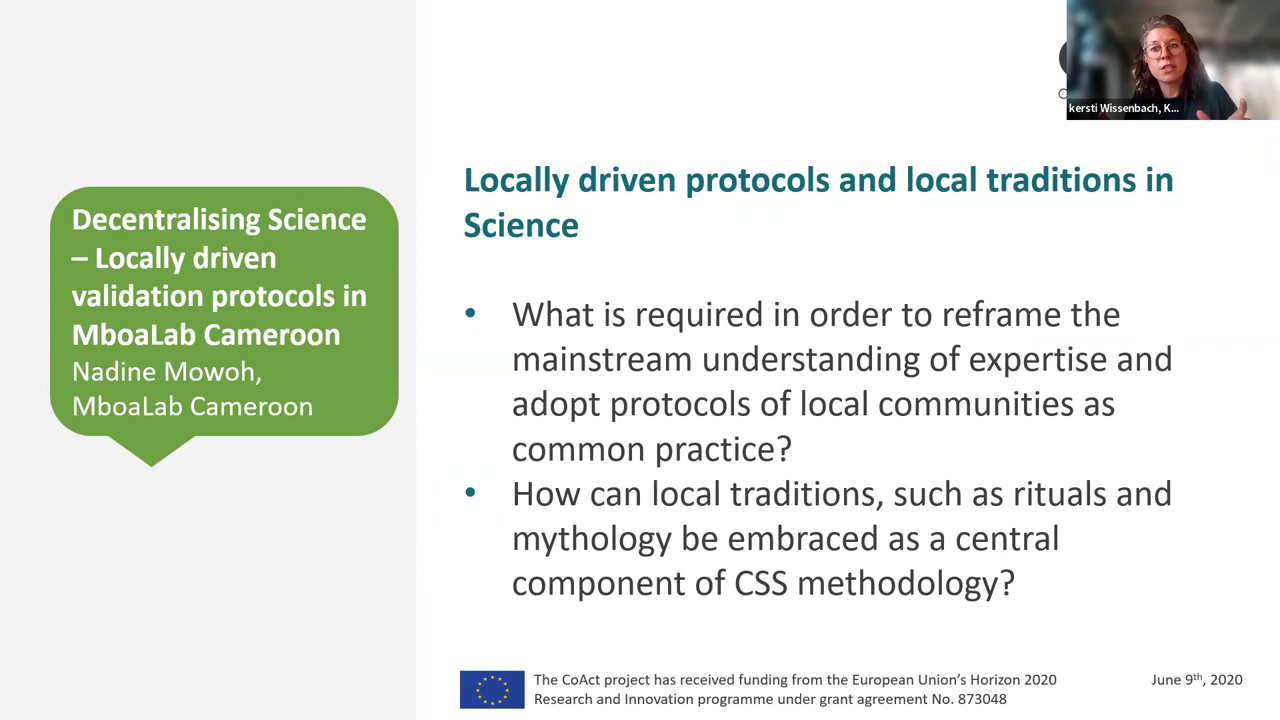 kersti Wissenbach, K...
Decentralising Science
– Locally driven
validation protocols in
MboaLab Cameroon
Nadine Mowoh,
MboaLab Cameroon
Locally driven protocols and local traditions in
Science
• What is required in order to reframe the
mainstream understanding of expertise and
adopt protocols of local communities as
common practice?
• How can local traditions, such as rituals and
mythology be embraced as a central
component of CSS methodology?
The CoAct project has received funding from the European Union’s Horizon 2020
Research and Innovation programme under grant agreement No. 873048
June 9th, 2020